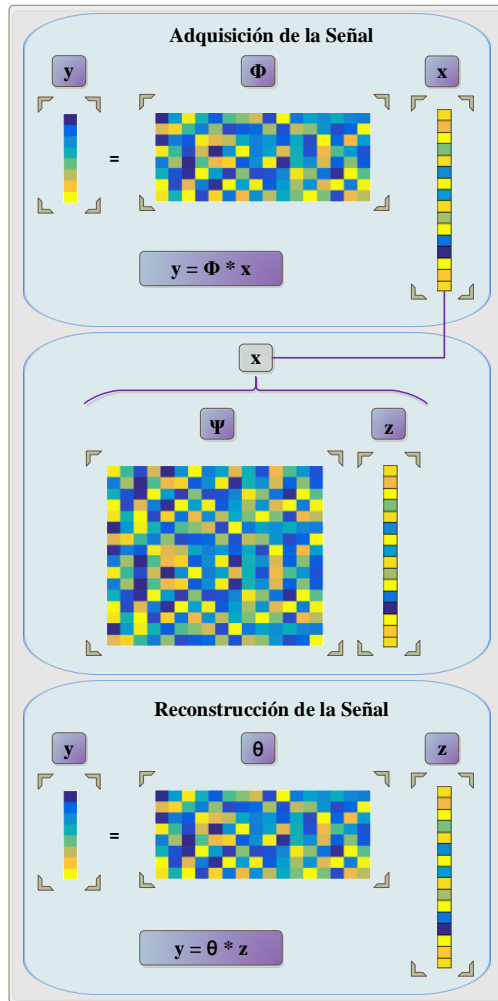 Adquisición de la Señal
y Φ x
=
y = Φ * x
x
Ψ z
Reconstrucción de la Señal
y θ z
=
y = θ * z